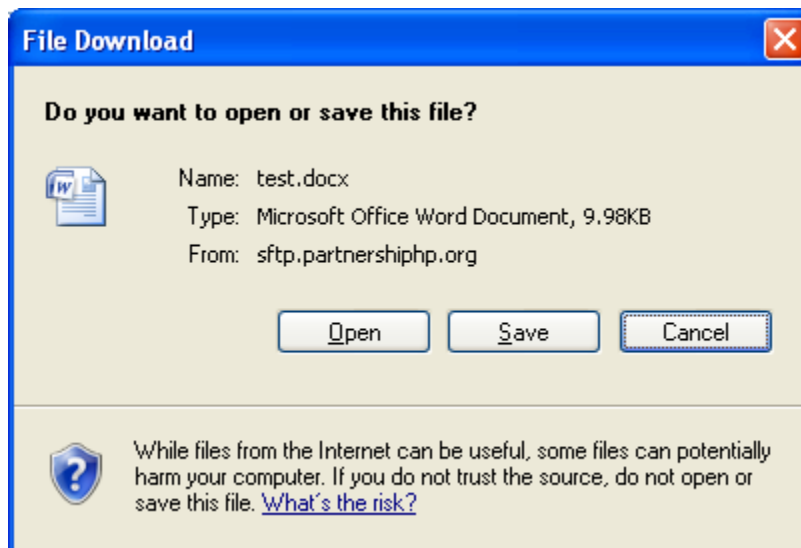 File Download
Do you want to open or save this file?
Name: test.docx
Type: Microsoft Office Word Document, 9.98KB
From: sftp.partnershiphp.org
Open Save Cancel
While files from the Internet can be useful, some files can potentially
harm your computer. If you do not trust the source, do not open or
save this file. What's the risk?